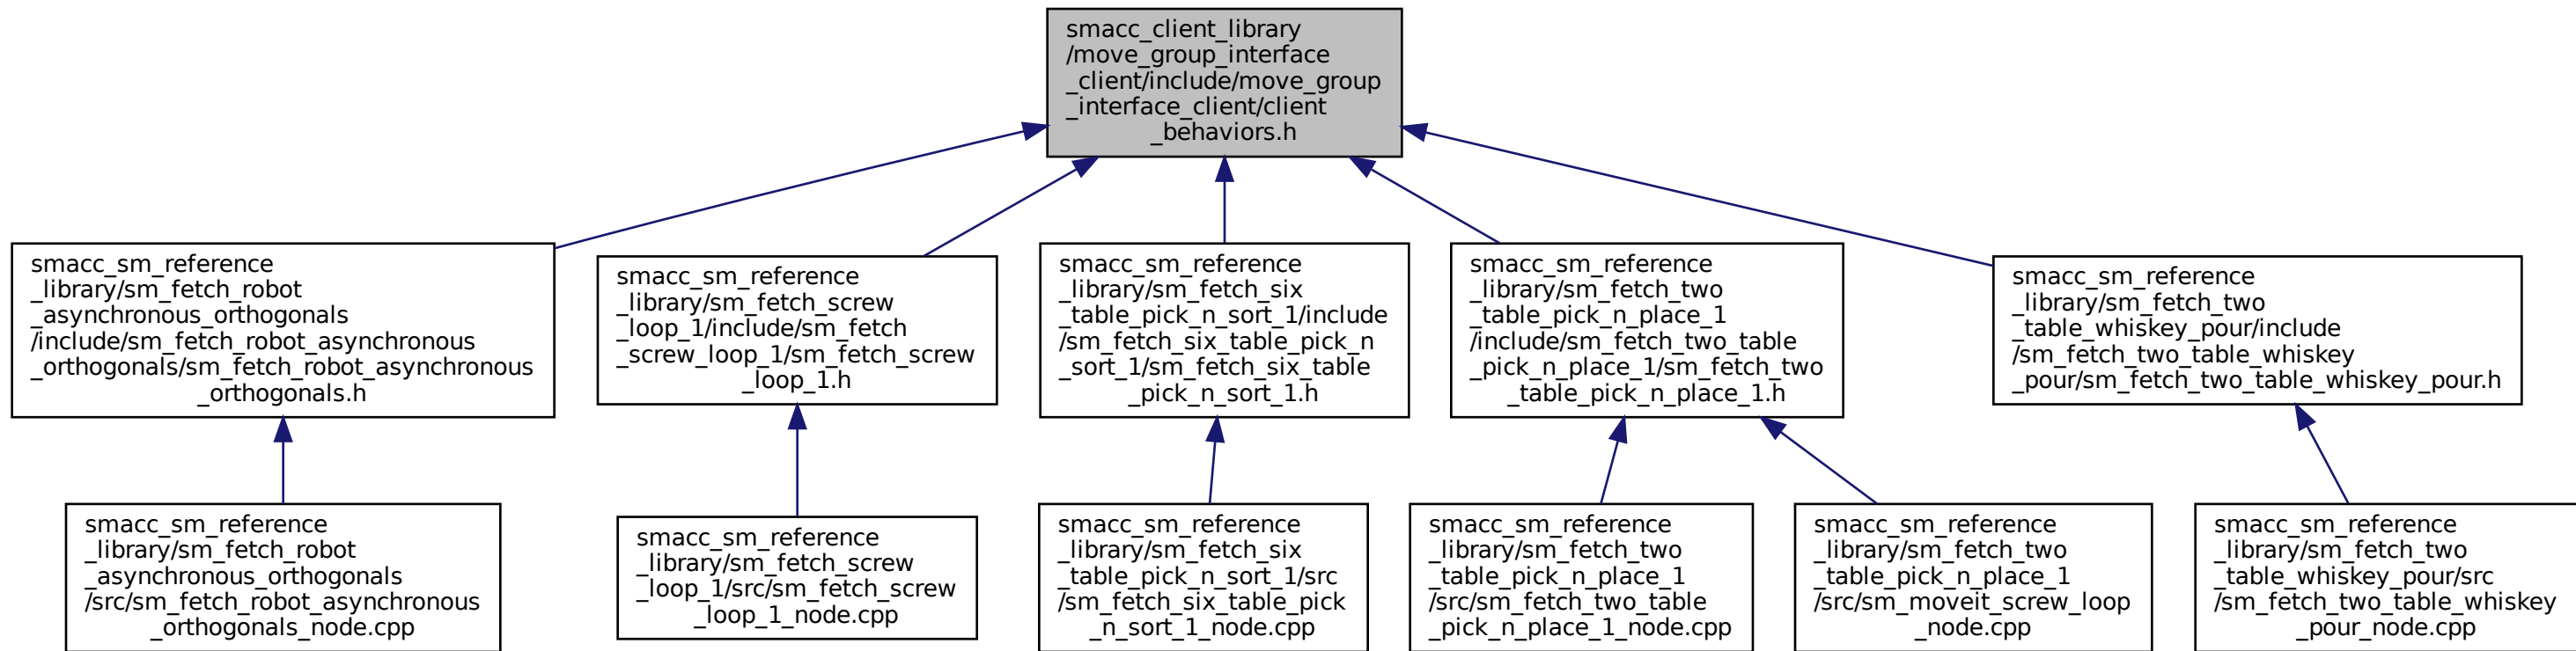 smacc_client_library
/move_group_interface
_client/include/move_group
_interface_client/client
_behaviors.h
smacc_sm_reference
_library/sm_fetch_robot
_asynchronous_orthogonals
/include/sm_fetch_robot_asynchronous
_orthogonals/sm_fetch_robot_asynchronous
_orthogonals.h
smacc_sm_reference
_library/sm_fetch_screw
_loop_1/include/sm_fetch
_screw_loop_1/sm_fetch_screw
_loop_1.h
smacc_sm_reference
_library/sm_fetch_six
_table_pick_n_sort_1/include
/sm_fetch_six_table_pick_n
_sort_1/sm_fetch_six_table
_pick_n_sort_1.h
smacc_sm_reference
_library/sm_fetch_two
_table_pick_n_place_1
/include/sm_fetch_two_table
_pick_n_place_1/sm_fetch_two
_table_pick_n_place_1.h
smacc_sm_reference
_library/sm_fetch_two
_table_whiskey_pour/include
/sm_fetch_two_table_whiskey
_pour/sm_fetch_two_table_whiskey_pour.h
smacc_sm_reference
_library/sm_fetch_robot
_asynchronous_orthogonals
/src/sm_fetch_robot_asynchronous
_orthogonals_node.cpp
smacc_sm_reference
_library/sm_fetch_screw
_loop_1/src/sm_fetch_screw
_loop_1_node.cpp
smacc_sm_reference
_library/sm_fetch_six
_table_pick_n_sort_1/src
/sm_fetch_six_table_pick
_n_sort_1_node.cpp
smacc_sm_reference
_library/sm_fetch_two
_table_pick_n_place_1
/src/sm_fetch_two_table
_pick_n_place_1_node.cpp
smacc_sm_reference
_library/sm_fetch_two
_table_pick_n_place_1
/src/sm_moveit_screw_loop
_node.cpp
smacc_sm_reference
_library/sm_fetch_two
_table_whiskey_pour/src
/sm_fetch_two_table_whiskey
_pour_node.cpp